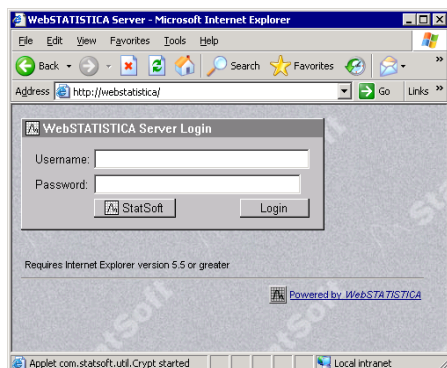 WebSTATISTICA Server - Microsoft Internet Explorer
File Edit View Favorites Tools Help
Back Search Favorites »
Address http://webstatistica/ Go Links »
WebSTATISTICA Server Login
Username:
Password:
StatSoft Login
Requires Internet Explorer version 5.5 or greater
Powered by WebSTATISTICA
StatSoft
Applet com.statsoft.util.Crypt started Local intranet